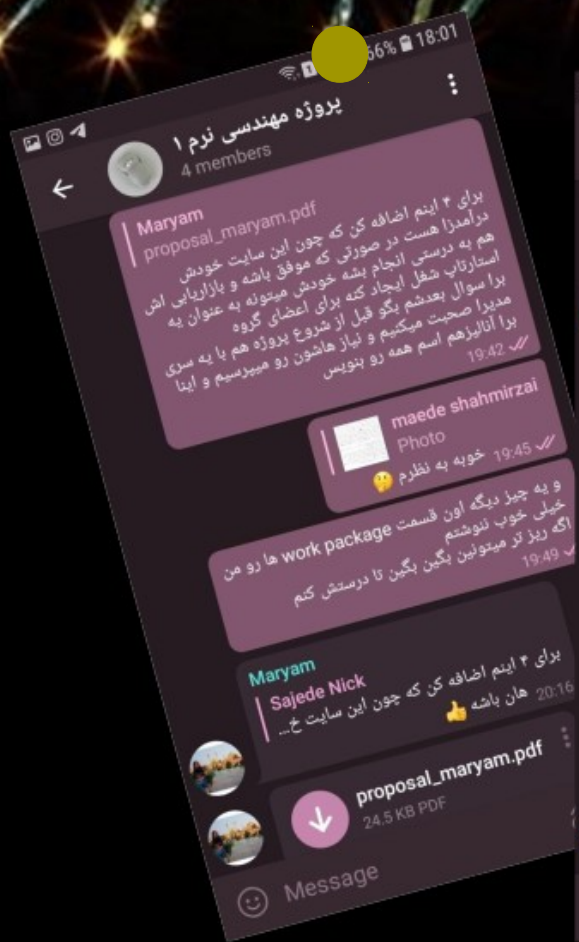 66% 18:01
پروژه مهندسی نرم ۱
4 members
Maryam
proposal_maryam.pdf
برای ۴ اینم اضافه کن که چون این سایت خودش
درآمدزا هست در صورتی که موفق باشه و بازاریابی اش
هم به درستی انجام بشه خودش میتونه به عنوان یه
استارتاپ شغل ایجاد کنه برای اعضای گروه
برا سوال بعدشم بگو قبل از شروع پروژه هم با یه سری
مدیرا صحبت میکنیم و نیاز هاشون رو میپرسیم و اینا
برا آنالیزهم اسم همه رو بنویس
19:42
maede shahmirzai
Photo
خوبه به نظرم 🤔 19:45
و یه چیز دیگه اون قسمت work package ها رو من
خیلی خوب ننوشتم
اگه ریز تر میتونین بگین بگین تا درستش کنم
19:49
Maryam
Sajede Nick
برای ۴ اینم اضافه کن که چون این سایت خ...
هان باشه 👍 20:16
proposal_maryam.pdf
24.5 KB PDF
Message